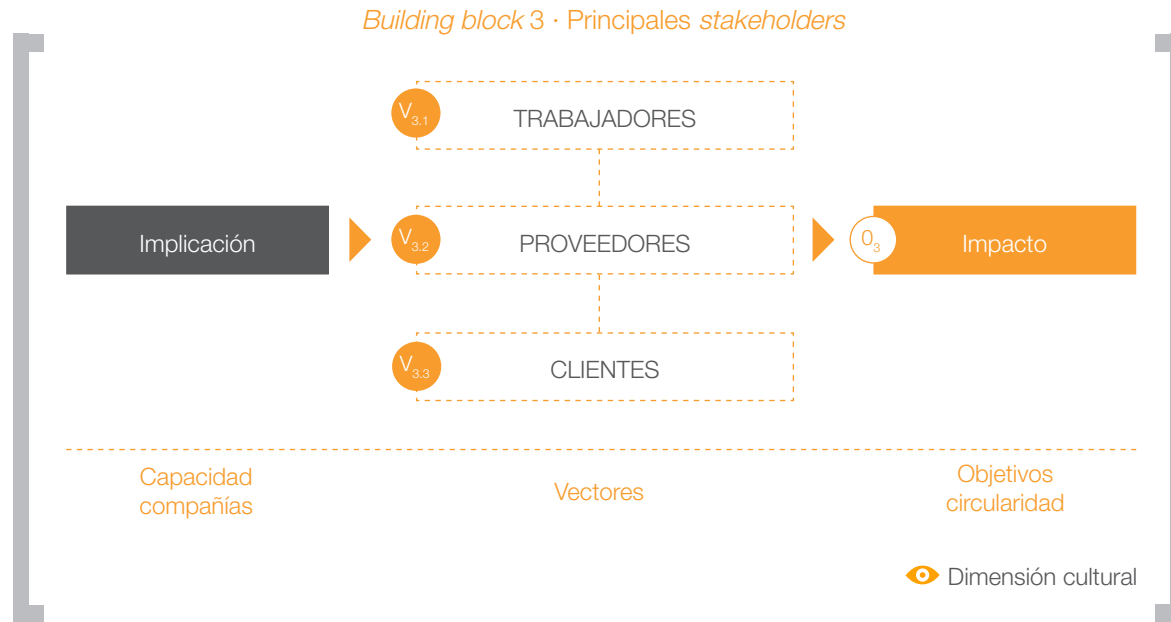 Building block 3 · Principales stakeholders
V3.1
TRABAJADORES
Implicación
V3.2
PROVEEDORES
03
Impacto
V3.3
CLIENTES
Capacidad
compañías
Vectores
Objetivos
circularidad
Dimensión cultural